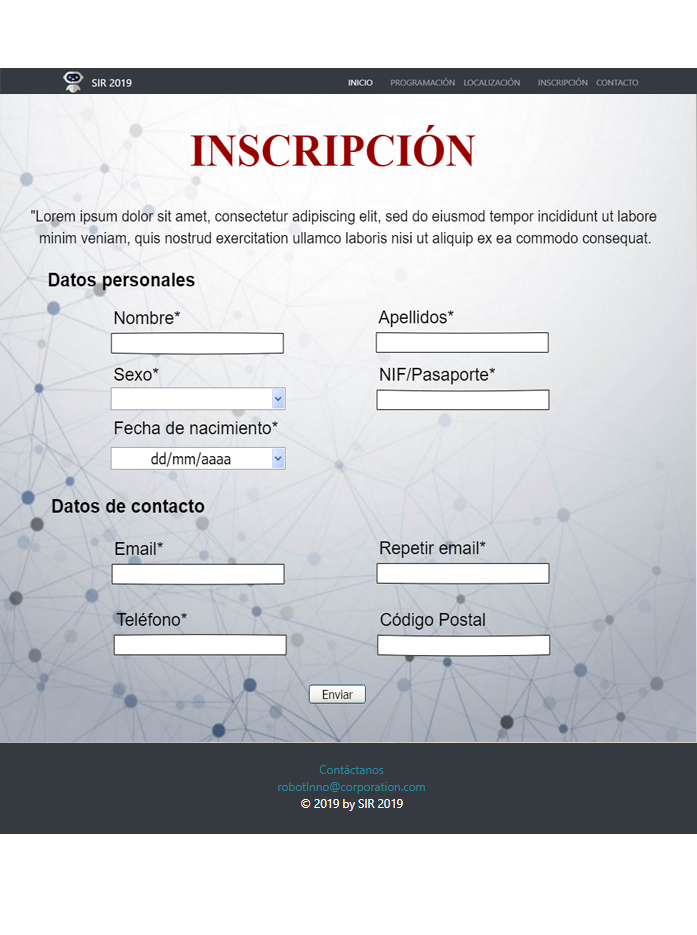 SIR 2019 INICIO PROGRAMACIÓN LOCALIZACIÓN INSCRIPCIÓN CONTACTO
INSCRIPCIÓN
"Lorem ipsum dolor sit amet, consectetur adipiscing elit, sed do eiusmod tempor incididunt ut labore
minim veniam, quis nostrud exercitation ullamco laboris nisi ut aliquip ex ea commodo consequat.
Datos personales
Nombre* Apellidos*
Sexo* NIF/Pasaporte*
Fecha de nacimiento*
dd/mm/aaaa
Datos de contacto
Email* Repetir email*
Teléfono* Código Postal
Enviar
Contáctanos
robotInno@corporation.com
© 2019 by SIR 2019